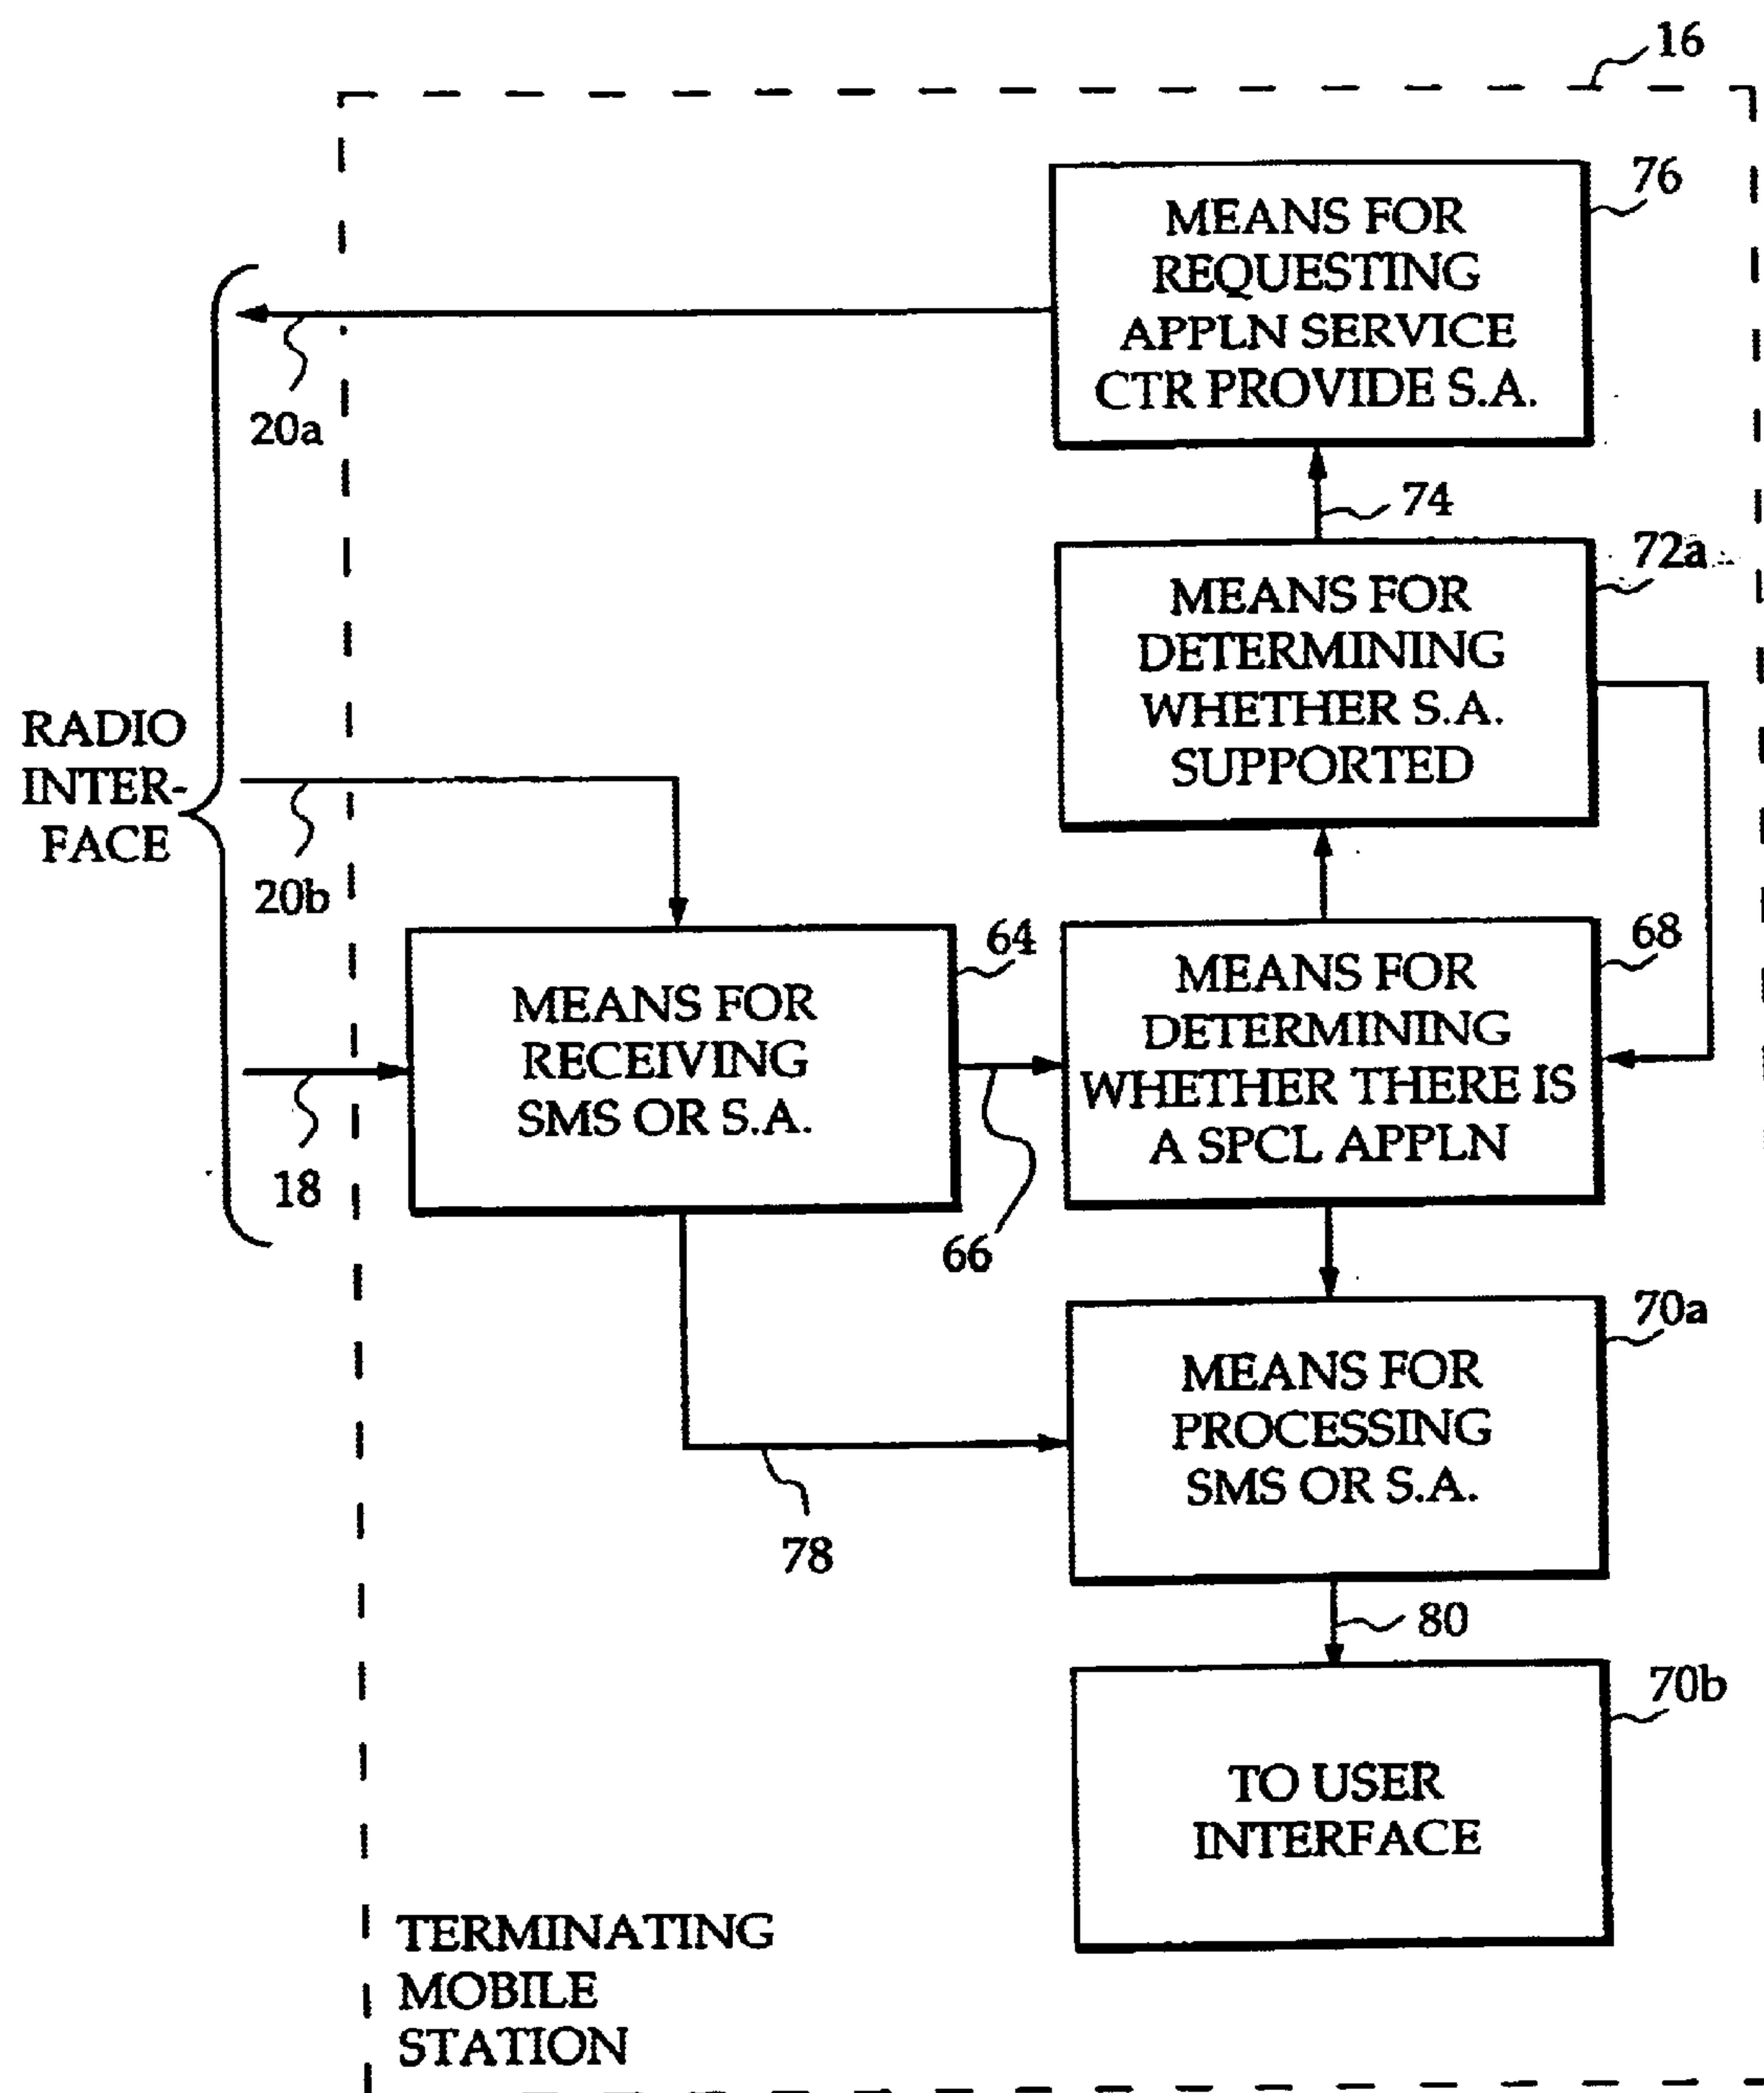 16
76
MEANS FOR
REQUESTING
APPLN SERVICE
CTR PROVIDE S.A.
20a
74
72a
MEANS FOR
DETERMINING
WHETHER S.A.
SUPPORTED
RADIO
INTER-
FACE
20b
64
MEANS FOR
RECEIVING
SMS OR S.A.
68
MEANS FOR
DETERMINING
WHETHER THERE IS
A SPCL APPLN
18
66
70a
MEANS FOR
PROCESSING
SMS OR S.A.
78
80
70b
TO USER
INTERFACE
TERMINATING
MOBILE
STATION